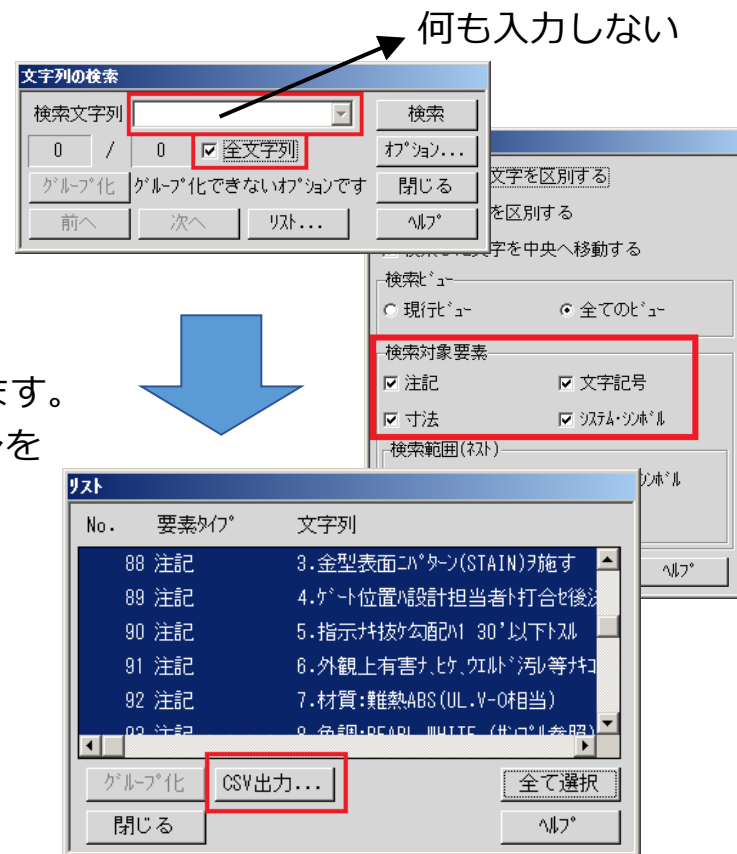 何も入力しない
文字列の検索
検索文字列
検索
0 / 0 全文字列
ｵﾌﾟｼｮﾝ...
ｸﾞﾙｰﾌﾟ化 ｸﾞﾙｰﾌﾟ化できないｵﾌﾟｼｮﾝです
閉じる
前へ 次へ ﾘｽﾄ...
ﾍﾙﾌﾟ
文字を区別する
を区別する
字を中央へ移動する
検索ﾋﾞｭｰ
現行ﾋﾞｭｰ 全てのﾋﾞｭｰ
検索対象要素
注記 文字記号
寸法 ｼｽﾃﾑ･ｼﾝﾎﾞﾙ
検索範囲(ﾈｽﾄ)
ﾝﾎﾞﾙ
ﾍﾙﾌﾟ
ます。
を
ﾘｽﾄ
No. 要素ﾀｲﾌﾟ 文字列
88 注記 3.金型表面ﾆﾊﾟﾀｰﾝ(STAIN)ｦ施す
89 注記 4.ｹﾞｰﾄ位置ﾊ設計担当者ﾄ打合ｾ後
90 注記 5.指示ﾅｷ抜ｹ勾配ﾊ1 30'以下ﾄｽﾙ
91 注記 6.外観上有害ﾅ､ﾋｹ､ｳｴﾙﾄﾞ汚ﾚ等ﾅｷｺ
92 注記 7.材質:難熱ABS(UL.V-0相当)
93 注記 8.色調:PEARL WHITE (ｻﾝﾌﾟﾙ参照)
ｸﾞﾙｰﾌﾟ化 CSV出力... 全て選択
閉じる ﾍﾙﾌﾟ